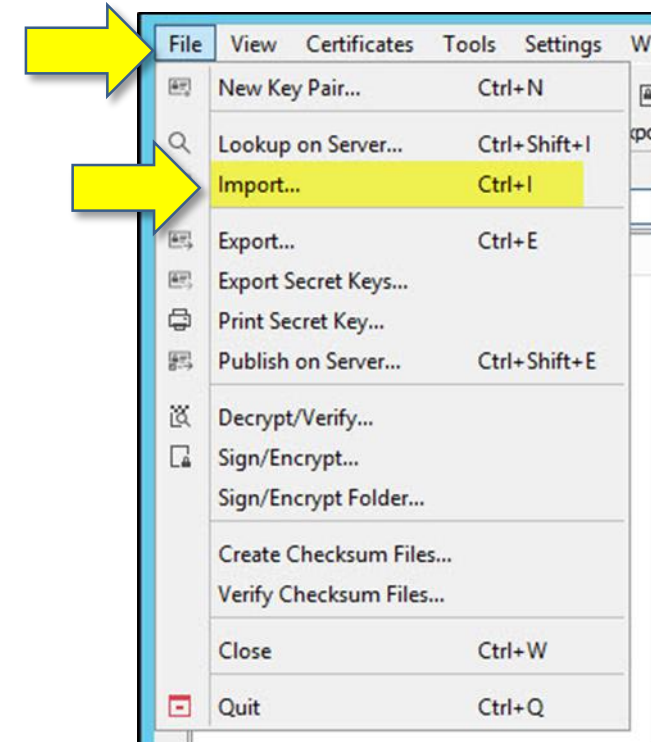 File View Certificates Tools Settings W
New Key Pair... Ctrl+N
Lookup on Server... Ctrl+Shift+I
Import... Ctrl+I
Export... Ctrl+E
Export Secret Keys...
Print Secret Key...
Publish on Server... Ctrl+Shift+E
Decrypt/Verify...
Sign/Encrypt...
Sign/Encrypt Folder...
Create Checksum Files...
Verify Checksum Files...
Close Ctrl+W
Quit Ctrl+Q